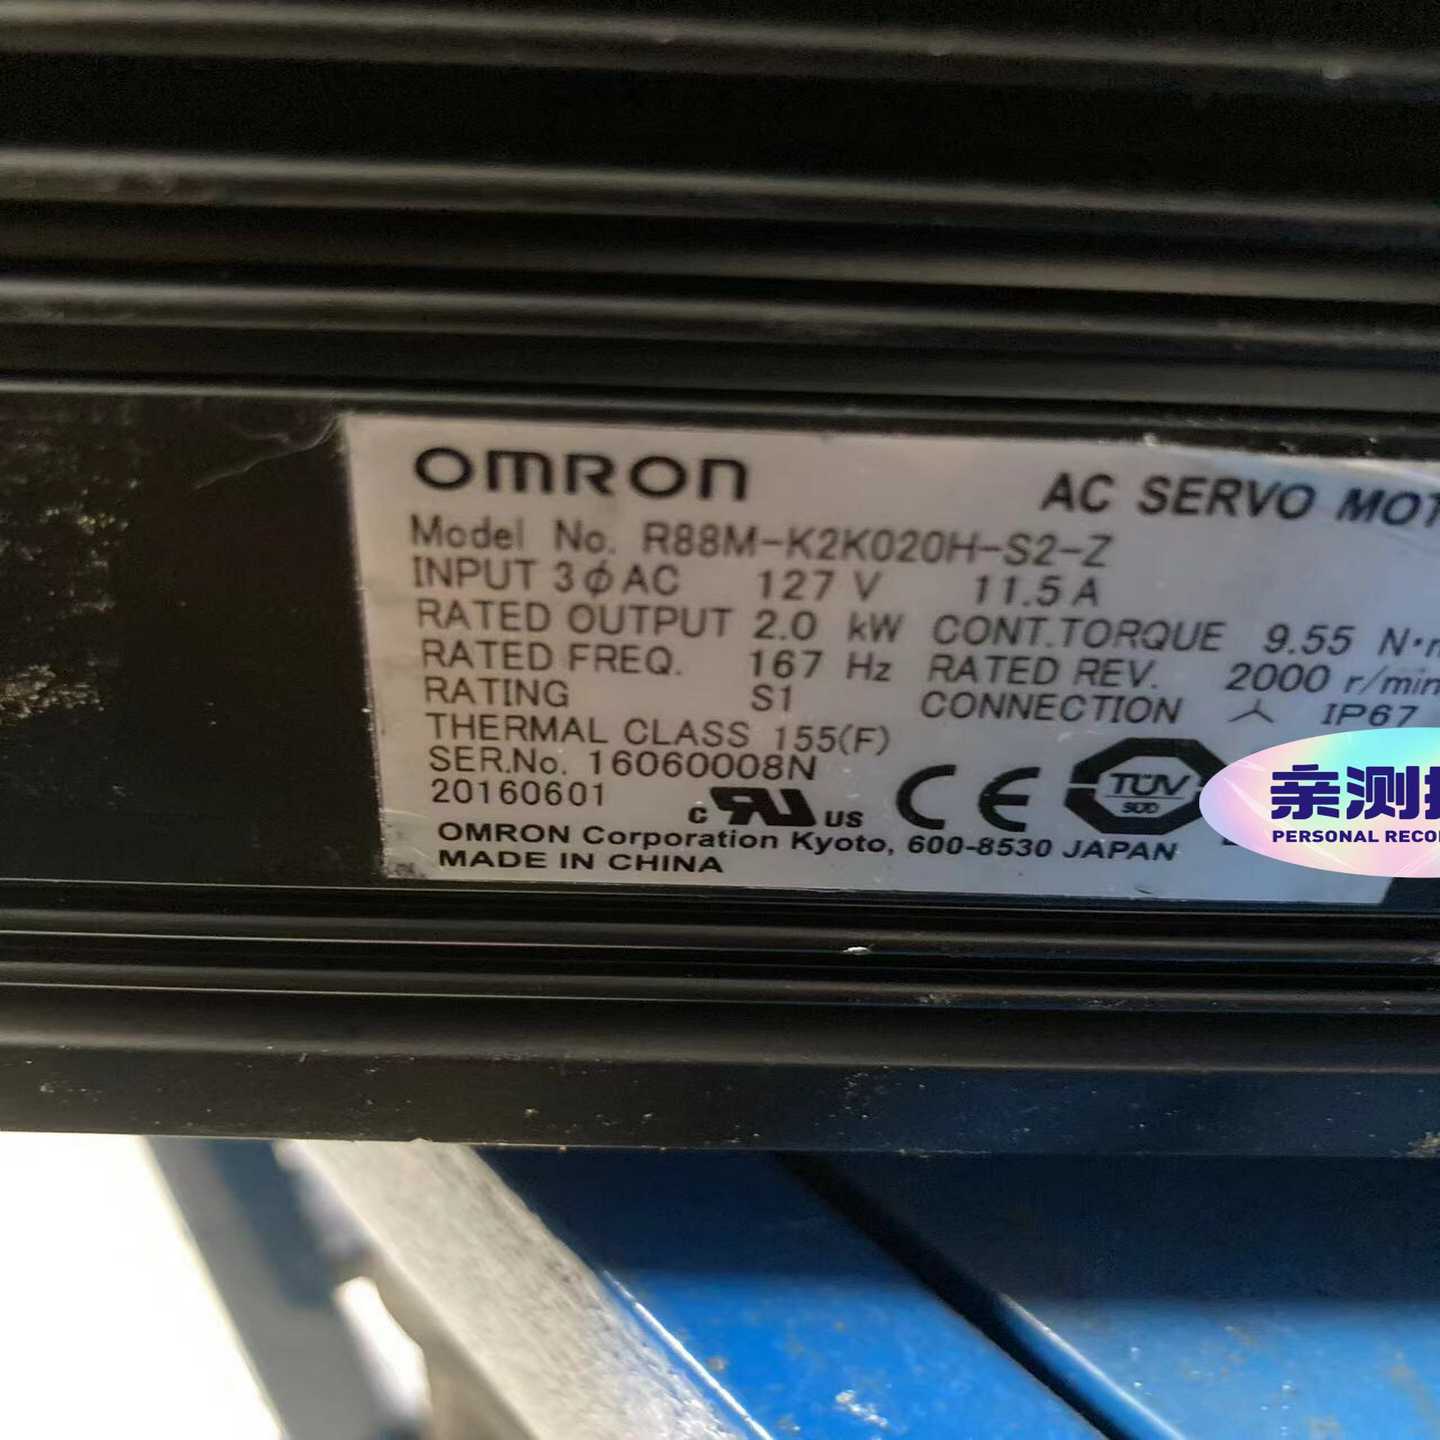 OMRON
AC SERVO MOT
Model No. R88M-K2K020H-S2-Z
INPUT 3φAC 127 V 11.5 A
RATED OUTPUT 2.0 kW CONT.TORQUE 9.55 N·m
RATED FREQ. 167 Hz RATED REV. 2000 r/min
RATING S1 CONNECTION 人 IP67
THERMAL CLASS 155(F)
SER.No. 16060008N
20160601
c RU US CE TÜV SÜD
OMRON Corporation Kyoto, 600-8530 JAPAN
MADE IN CHINA
亲测
PERSONAL RECO